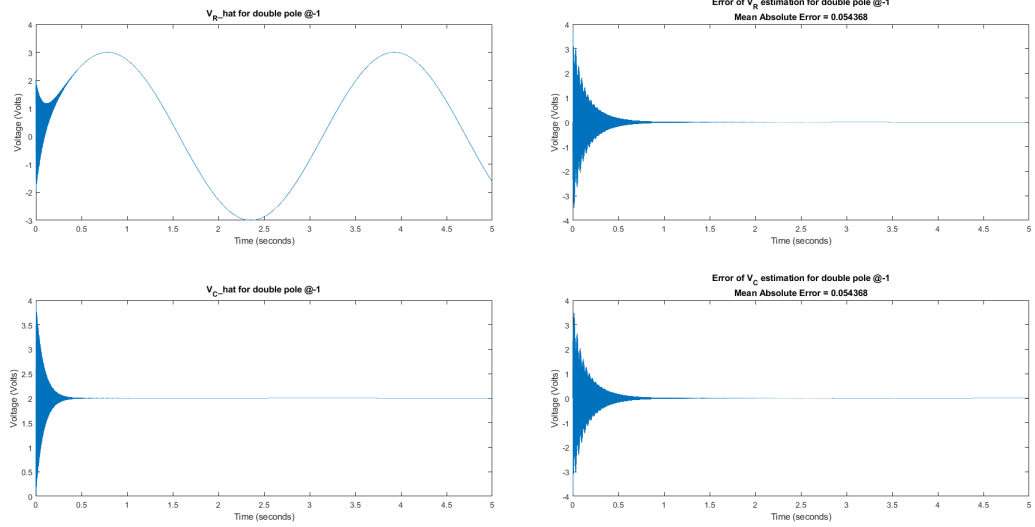 V_R_hat for double pole @-1
4
3
2
1
0
-1
-2
-3
Voltage (Volts)
0 0.5 1 1.5 2 2.5 3 3.5 4 4.5 5
Time (seconds)
Error of V_R estimation for double pole @-1
Mean Absolute Error = 0.054368
4
3
2
1
0
-1
-2
-3
-4
Voltage (Volts)
0 0.5 1 1.5 2 2.5 3 3.5 4 4.5 5
Time (seconds)
V_C_hat for double pole @-1
4
3.5
3
2.5
2
1.5
1
0.5
0
Voltage (Volts)
0 0.5 1 1.5 2 2.5 3 3.5 4 4.5 5
Time (seconds)
Error of V_C estimation for double pole @-1
Mean Absolute Error = 0.054368
4
3
2
1
0
-1
-2
-3
-4
Voltage (Volts)
0 0.5 1 1.5 2 2.5 3 3.5 4 4.5 5
Time (seconds)